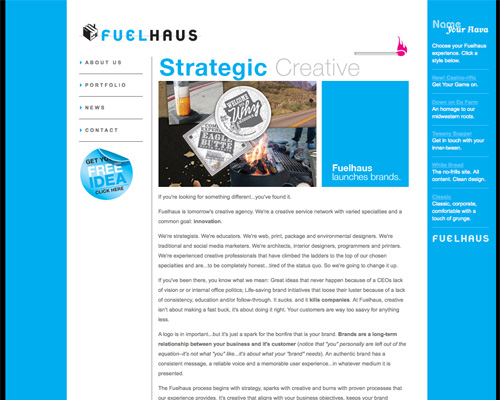 FUELHAUS
ABOUT US
PORTFOLIO
NEWS
CONTACT
GET YOUR
FREE
IDEA
CLICK HERE
Strategic Creative
WELCOME
Why
EAGLE
BUTTE
Fuelhaus
launches brands.
If you're looking for something different...you've found it.
Fuelhaus is tomorrow's creative agency. We're a creative service network with varied specialties and a
common goal: innovation.
We're strategists. We're educators. We're web, print, package and environmental designers. We're
traditional and social media marketers. We're architects, interior designers, programmers and printers.
We're experienced creative professionals that have climbed the ladders to the top of our chosen
specialties and are...to be completely honest...tired of the status quo. So we're going to change it up.
If you've been there, you know what we mean: Great ideas that never happen because of a CEOs lack
of vision or or internal office politics; Life-saving brand intiatives that loose their luster because of a lack
of consistency, education and/or follow-through. It sucks. and it kills companies. At Fuelhaus, creative
isn't about making a fast buck, it's about doing it right. Your customers are way too saavy for anything
less.
A logo is in important...but it's just a spark for the bonfire that is your brand. Brands are a long-term
relationship between your business and it's customer (notice that "you" personally are left out of the
equation--it's not what "you" like...it's about what your "brand" needs). An authentic brand has a
consistent message, a reliable voice and a memorable user experience...in whatever medium it is
presented.
The Fuelhaus process begins with strategy, sparks with creative and burns with proven processes that
our experience provides. It's creative that aligns with your business objectives, keeps your brand
Name
your flava
Choose your Fuelhaus
experience. Click a
style below.
New! Casino-rific
Get Your Game on.
Down on Da Farm
An homage to our
midwestern roots.
Tweeny Bopper
Get in touch with your
inner-tween.
White Bread
The no-frills site. All
content. Clean design.
Classic
Classic, corporate,
comfortable with a
touch of grunge.
FUELHAUS